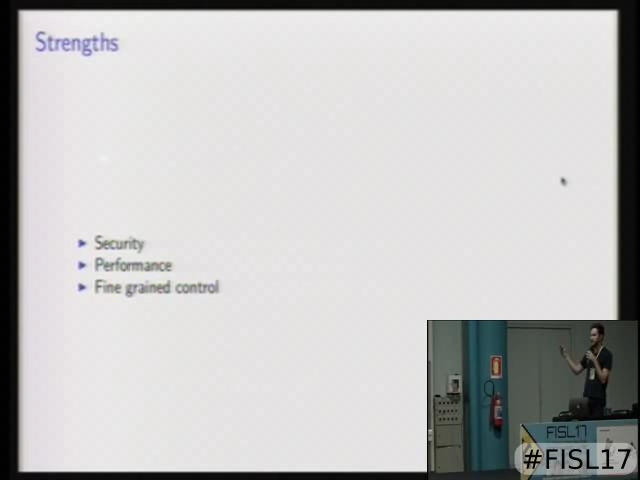 Strengths
Security
Performance
Fine grained control
FISL17
#FISL17